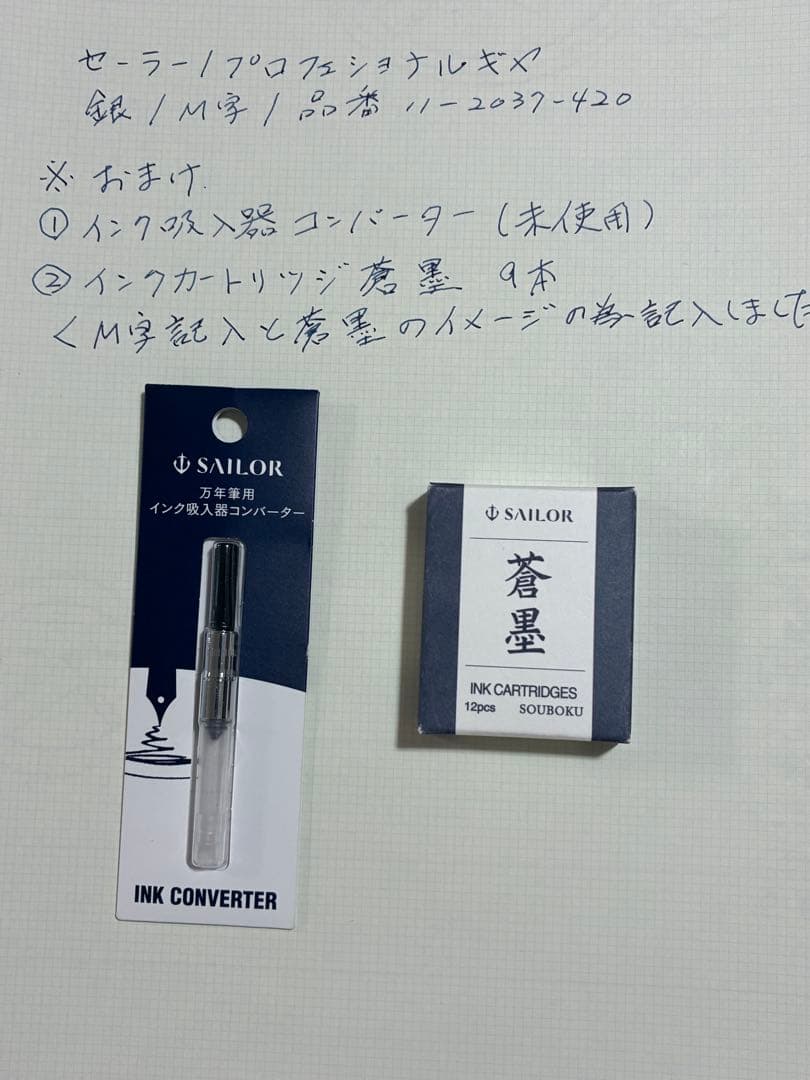 セーラー/プロフェショナルギヤ
銀/M字/品番 11-2037-420
※ おまけ
① インク吸入器 コンバーター (未使用)
② インクカートリッジ蒼墨 9本
く M字記入と蒼墨のイメージの為記入しました
SAILOR
万年筆用
インク吸入器コンバーター
INK CONVERTER
SAILOR
蒼墨
INK CARTRIDGES
12pcs SOUBOKU